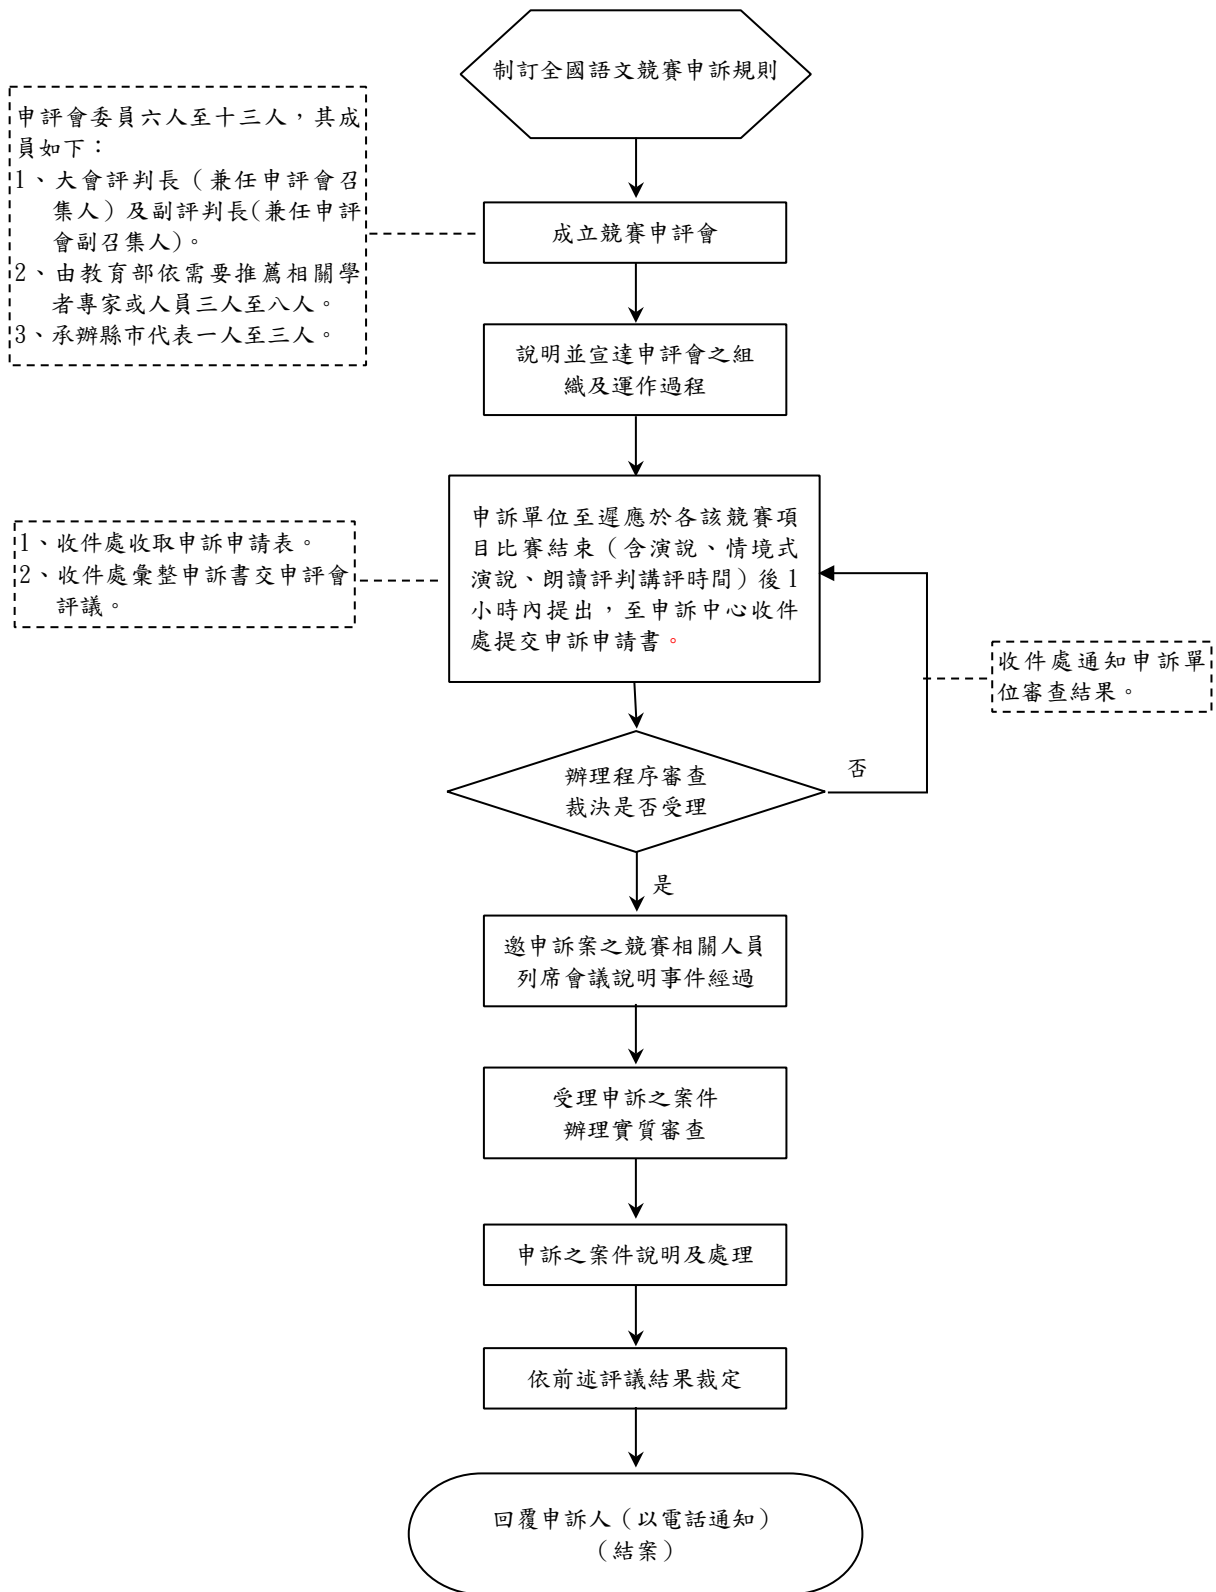 制訂全國語文競賽申訴規則
申評會委員六人至十三人，其成
員如下：
1、大會評判長（兼任申評會召
集人）及副評判長(兼任申評
會副召集人)。
2、由教育部依需要推薦相關學
者專家或人員三人至八人。
3、承辦縣市代表一人至三人。
成立競賽申評會
說明並宣達申評會之組
織及運作過程
申訴單位至遲應於各該競賽項
目比賽結束（含演說、情境式
演說、朗讀評判講評時間）後1
小時內提出，至申訴中心收件
處提交申訴申請書。
1、收件處收取申訴申請表。
2、收件處彙整申訴書交申評會
評議。
收件處通知申訴單
位審查結果。
辦理程序審查
裁決是否受理
否
是
邀申訴案之競賽相關人員
列席會議說明事件經過
受理申訴之案件
辦理實質審查
申訴之案件說明及處理
依前述評議結果裁定
回覆申訴人（以電話通知）
（結案）